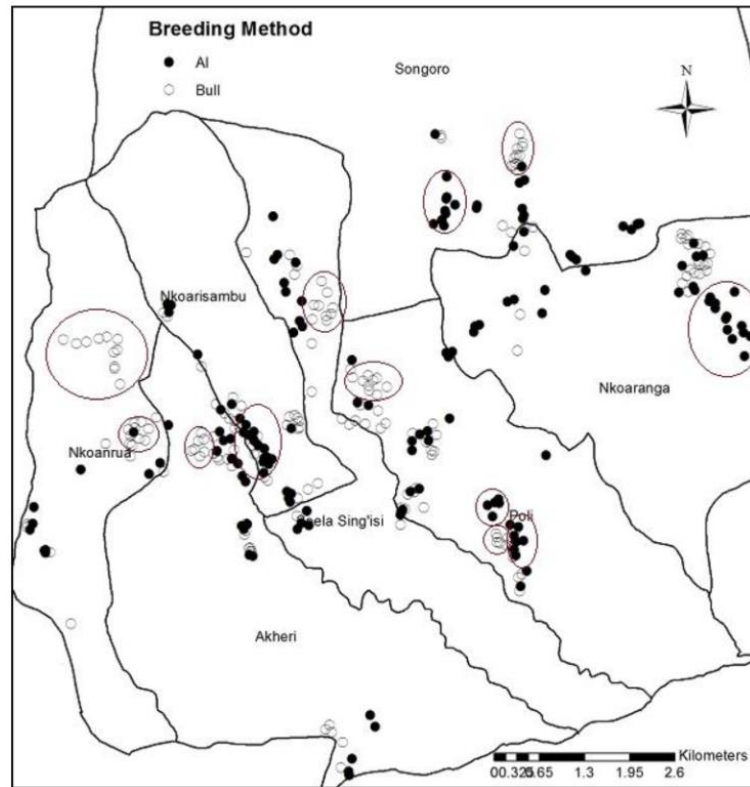 Breeding Method
AI
Bull
Songoro
N
Nkoarisambu
Nkoaranga
Nkoanrua
Poli
Sing'isi
Akheri
Kilometers
1.3 1.95 2.6